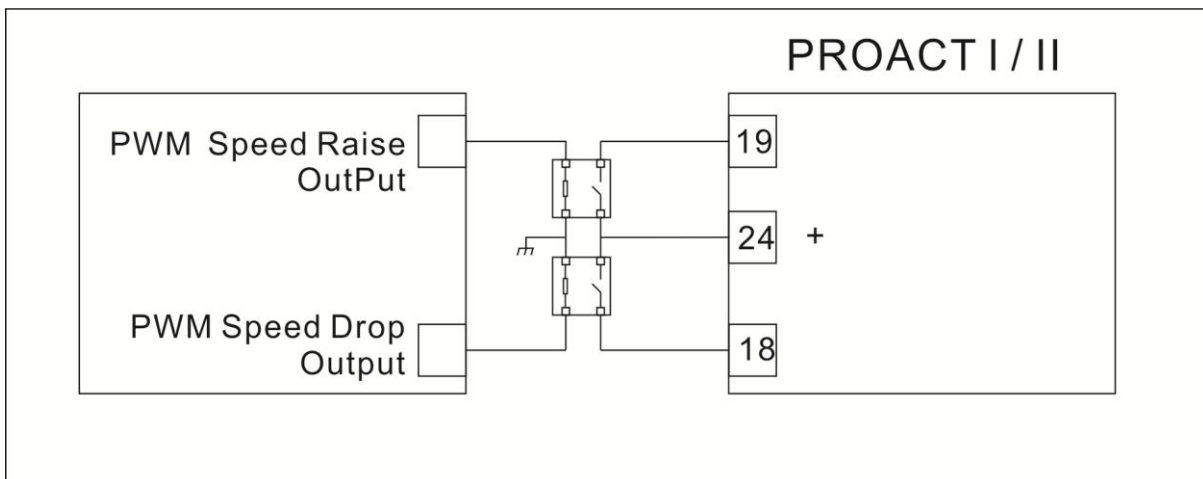 PROACT I / II
PWM Speed Raise
OutPut
19
24 +
PWM Speed Drop
Output
18